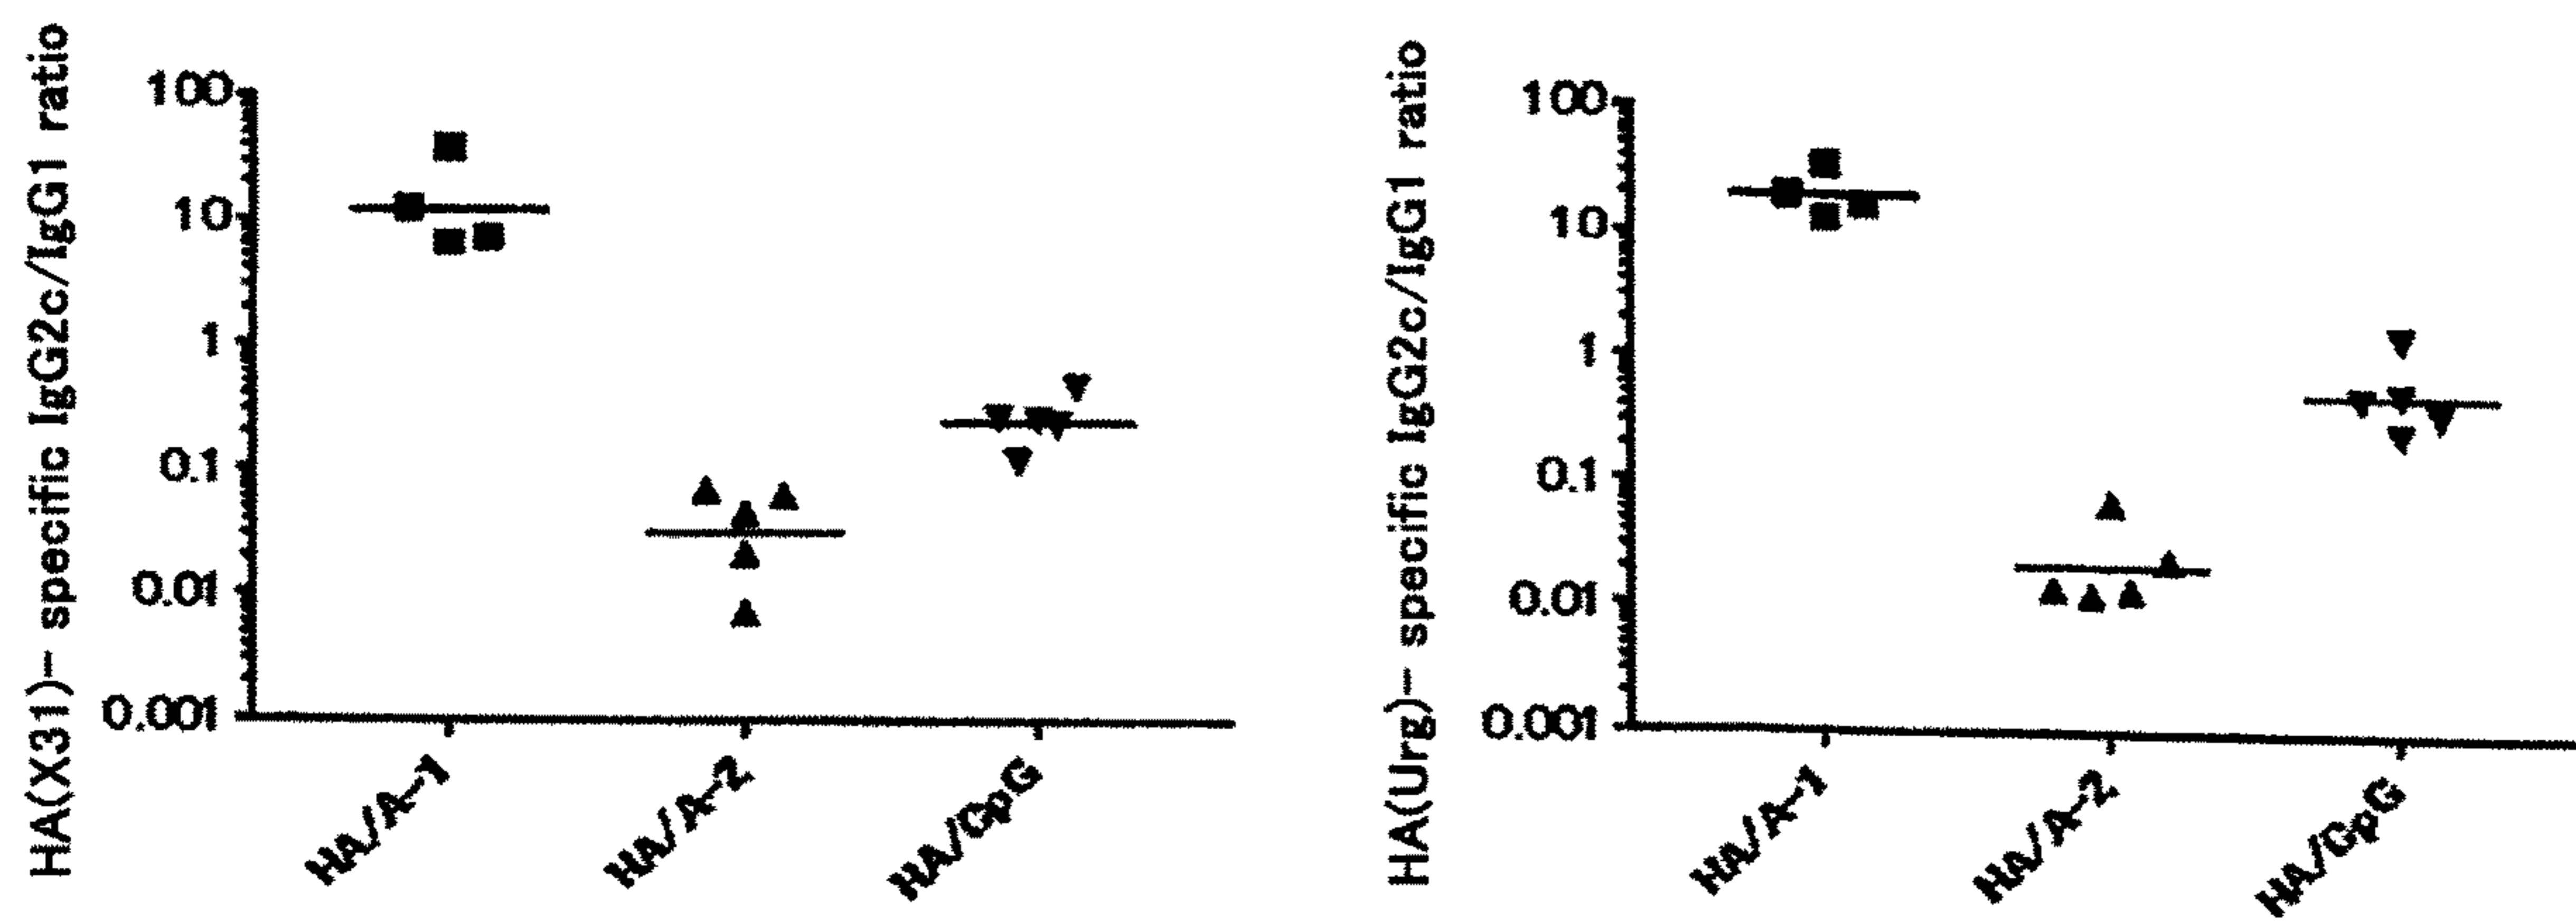 HA(X31)- specific IgG2c/IgG1 ratio
100
10
1
0.1
0.01
0.001
HA/A-1
HA/A-2
HA/CpG
HA(Urg)- specific IgG2c/IgG1 ratio
100
10
1
0.1
0.01
0.001
HA/A-1
HA/A-2
HA/CpG